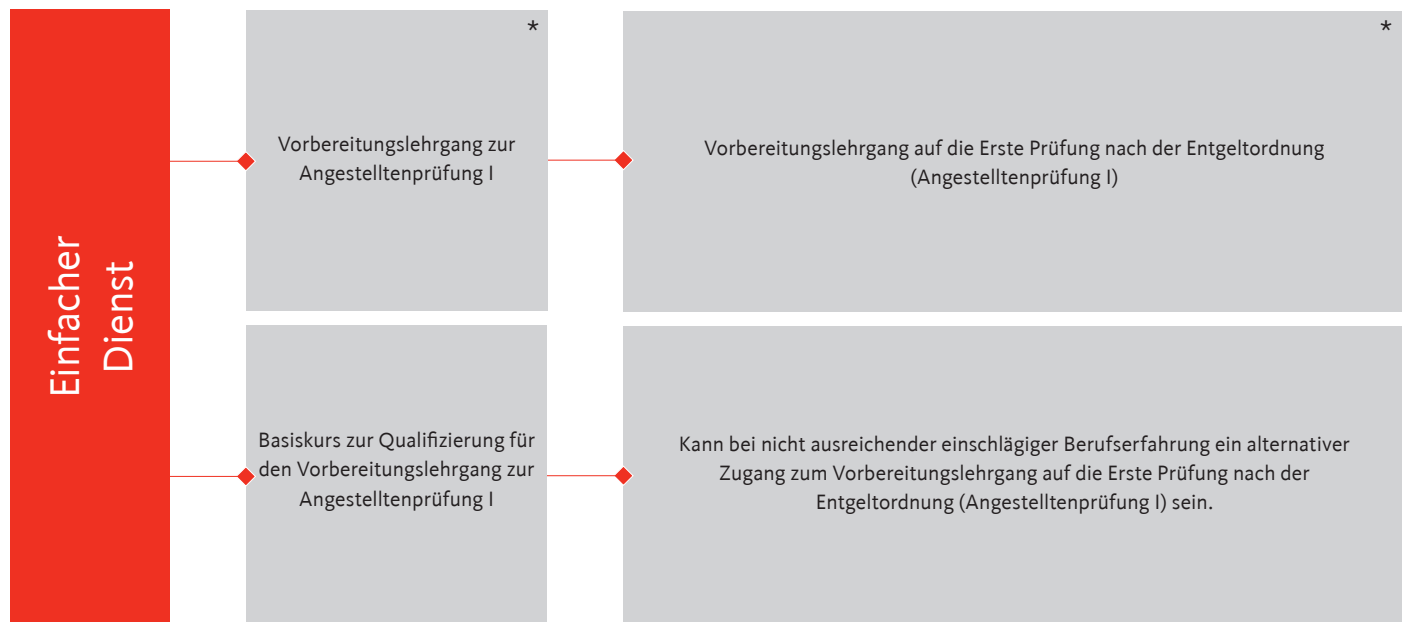 Einfacher
Dienst
*
Vorbereitungslehrgang zur
Angestelltenprüfung I
*
Vorbereitungslehrgang auf die Erste Prüfung nach der Entgeltordnung
(Angestelltenprüfung I)
Basiskurs zur Qualifizierung für
den Vorbereitungslehrgang zur
Angestelltenprüfung I
Kann bei nicht ausreichender einschlägiger Berufserfahrung ein alternativer
Zugang zum Vorbereitungslehrgang auf die Erste Prüfung nach der
Entgeltordnung (Angestelltenprüfung I) sein.